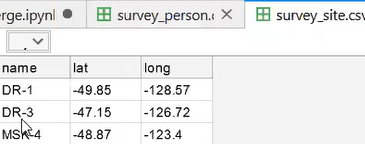 erge.ipynl
survey_person.
survey_site.csv
,
name lat long
DR-1 -49.85 -128.57
DR-3 -47.15 -126.72
MSK-4 -48.87 -123.4